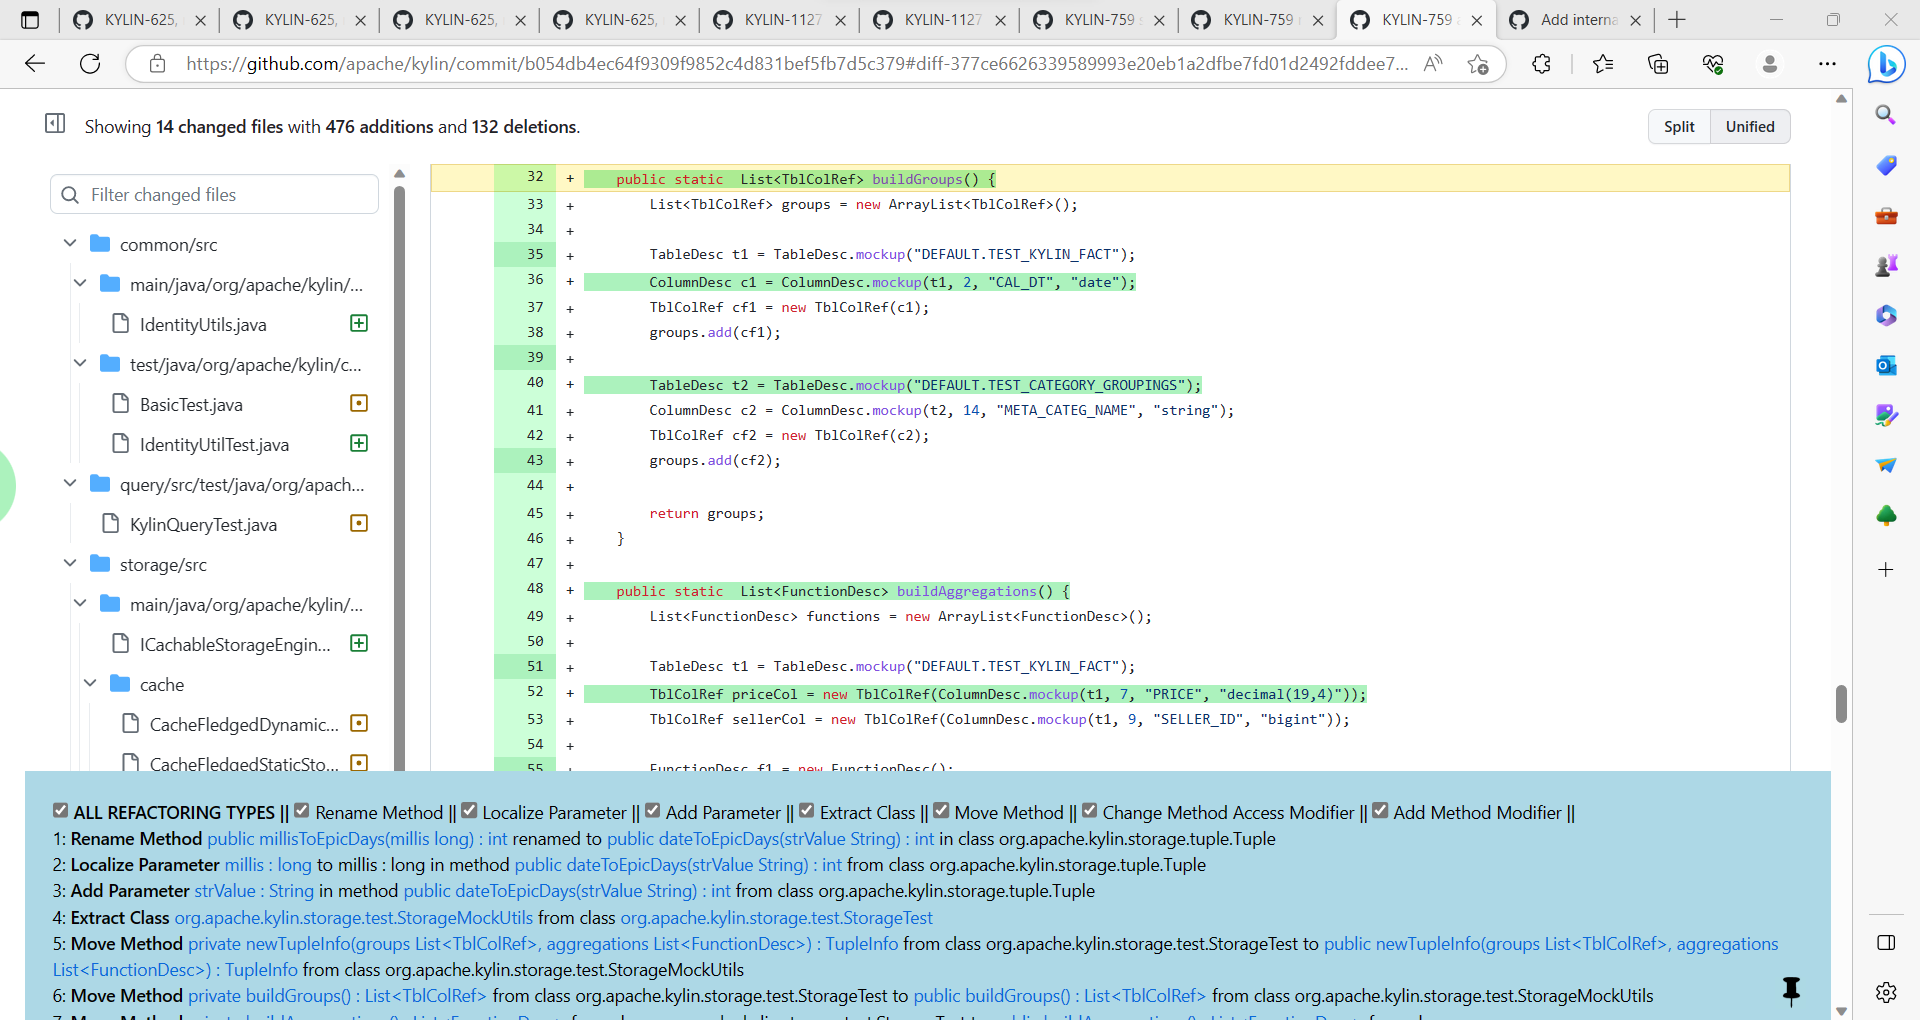 KYLIN-625,
KYLIN-625,
KYLIN-625,
KYLIN-625,
KYLIN-1127
KYLIN-1127
KYLIN-759
KYLIN-759
KYLIN-759
Add interna
https://github.com/apache/kylin/commit/b054db4ec64f9309f9852c4d831bef5fb7d5c379#diff-377ce6626339589993e20eb1a2dfbe7fd01d2492fddee7...
Showing 14 changed files with 476 additions and 132 deletions.
Split Unified
Filter changed files
common/src
main/java/org/apache/kylin/...
IdentityUtils.java
test/java/org/apache/kylin/c...
BasicTest.java
IdentityUtilTest.java
query/src/test/java/org/apach...
KylinQueryTest.java
storage/src
main/java/org/apache/kylin/...
ICachableStorageEngin...
cache
CacheFledgedDynamic...
CacheFledgedStaticSto...
32 + public static  List<TblColRef> buildGroups() {
33 + List<TblColRef> groups = new ArrayList<TblColRef>();
34 +
35 + TableDesc t1 = TableDesc.mockup("DEFAULT.TEST_KYLIN_FACT");
36 + ColumnDesc c1 = ColumnDesc.mockup(t1, 2, "CAL_DT", "date");
37 + TblColRef cf1 = new TblColRef(c1);
38 + groups.add(cf1);
39 +
40 + TableDesc t2 = TableDesc.mockup("DEFAULT.TEST_CATEGORY_GROUPINGS");
41 + ColumnDesc c2 = ColumnDesc.mockup(t2, 14, "META_CATEG_NAME", "string");
42 + TblColRef cf2 = new TblColRef(c2);
43 + groups.add(cf2);
44 +
45 + return groups;
46 + }
47 +
48 + public static  List<FunctionDesc> buildAggregations() {
49 + List<FunctionDesc> functions = new ArrayList<FunctionDesc>();
50 +
51 + TableDesc t1 = TableDesc.mockup("DEFAULT.TEST_KYLIN_FACT");
52 + TblColRef priceCol = new TblColRef(ColumnDesc.mockup(t1, 7, "PRICE", "decimal(19,4)"));
53 + TblColRef sellerCol = new TblColRef(ColumnDesc.mockup(t1, 9, "SELLER_ID", "bigint"));
54 +
55 + FunctionDesc f1 = new FunctionDesc();
ALL REFACTORING TYPES || Rename Method || Localize Parameter || Add Parameter || Extract Class || Move Method || Change Method Access Modifier || Add Method Modifier ||
1: Rename Method public millisToEpicDays(millis long) : int renamed to public dateToEpicDays(strValue String) : int in class org.apache.kylin.storage.tuple.Tuple
2: Localize Parameter millis : long to millis : long in method public dateToEpicDays(strValue String) : int from class org.apache.kylin.storage.tuple.Tuple
3: Add Parameter strValue : String in method public dateToEpicDays(strValue String) : int from class org.apache.kylin.storage.tuple.Tuple
4: Extract Class org.apache.kylin.storage.test.StorageMockUtils from class org.apache.kylin.storage.test.StorageTest
5: Move Method private newTupleInfo(groups List<TblColRef>, aggregations List<FunctionDesc>) : TupleInfo from class org.apache.kylin.storage.test.StorageTest to public newTupleInfo(groups List<TblColRef>, aggregations
List<FunctionDesc>) : TupleInfo from class org.apache.kylin.storage.test.StorageMockUtils
6: Move Method private buildGroups() : List<TblColRef> from class org.apache.kylin.storage.test.StorageTest to public buildGroups() : List<TblColRef> from class org.apache.kylin.storage.test.StorageMockUtils